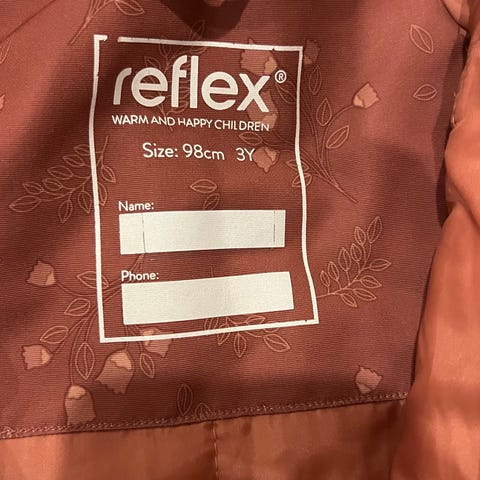 reflex®
WARM AND HAPPY CHILDREN
Size: 98cm 3Y
Name:
Phone: